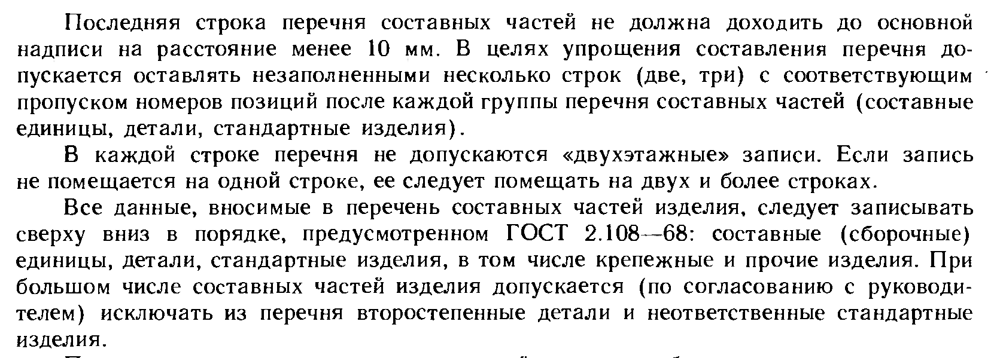 Последняя строка перечня составных частей не должна доходить до основной
надписи на расстояние менее 10 мм. В целях упрощения составления перечня до-
пускается оставлять незаполненными несколько строк (две, три) с соответствующим
пропуском номеров позиций после каждой группы перечня составных частей (составные
единицы, детали, стандартные изделия).
В каждой строке перечня не допускаются «двухэтажные» записи. Если запись
не помещается на одной строке, ее следует помещать на двух и более строках.
Все данные, вносимые в перечень составных частей изделия, следует записывать
сверху вниз в порядке, предусмотренном ГОСТ 2.108—68: составные (сборочные)
единицы, детали, стандартные изделия, в том числе крепежные и прочие изделия. При
большом числе составных частей изделия допускается (по согласованию с руководи-
телем) исключать из перечня второстепенные детали и неответственные стандартные
изделия.